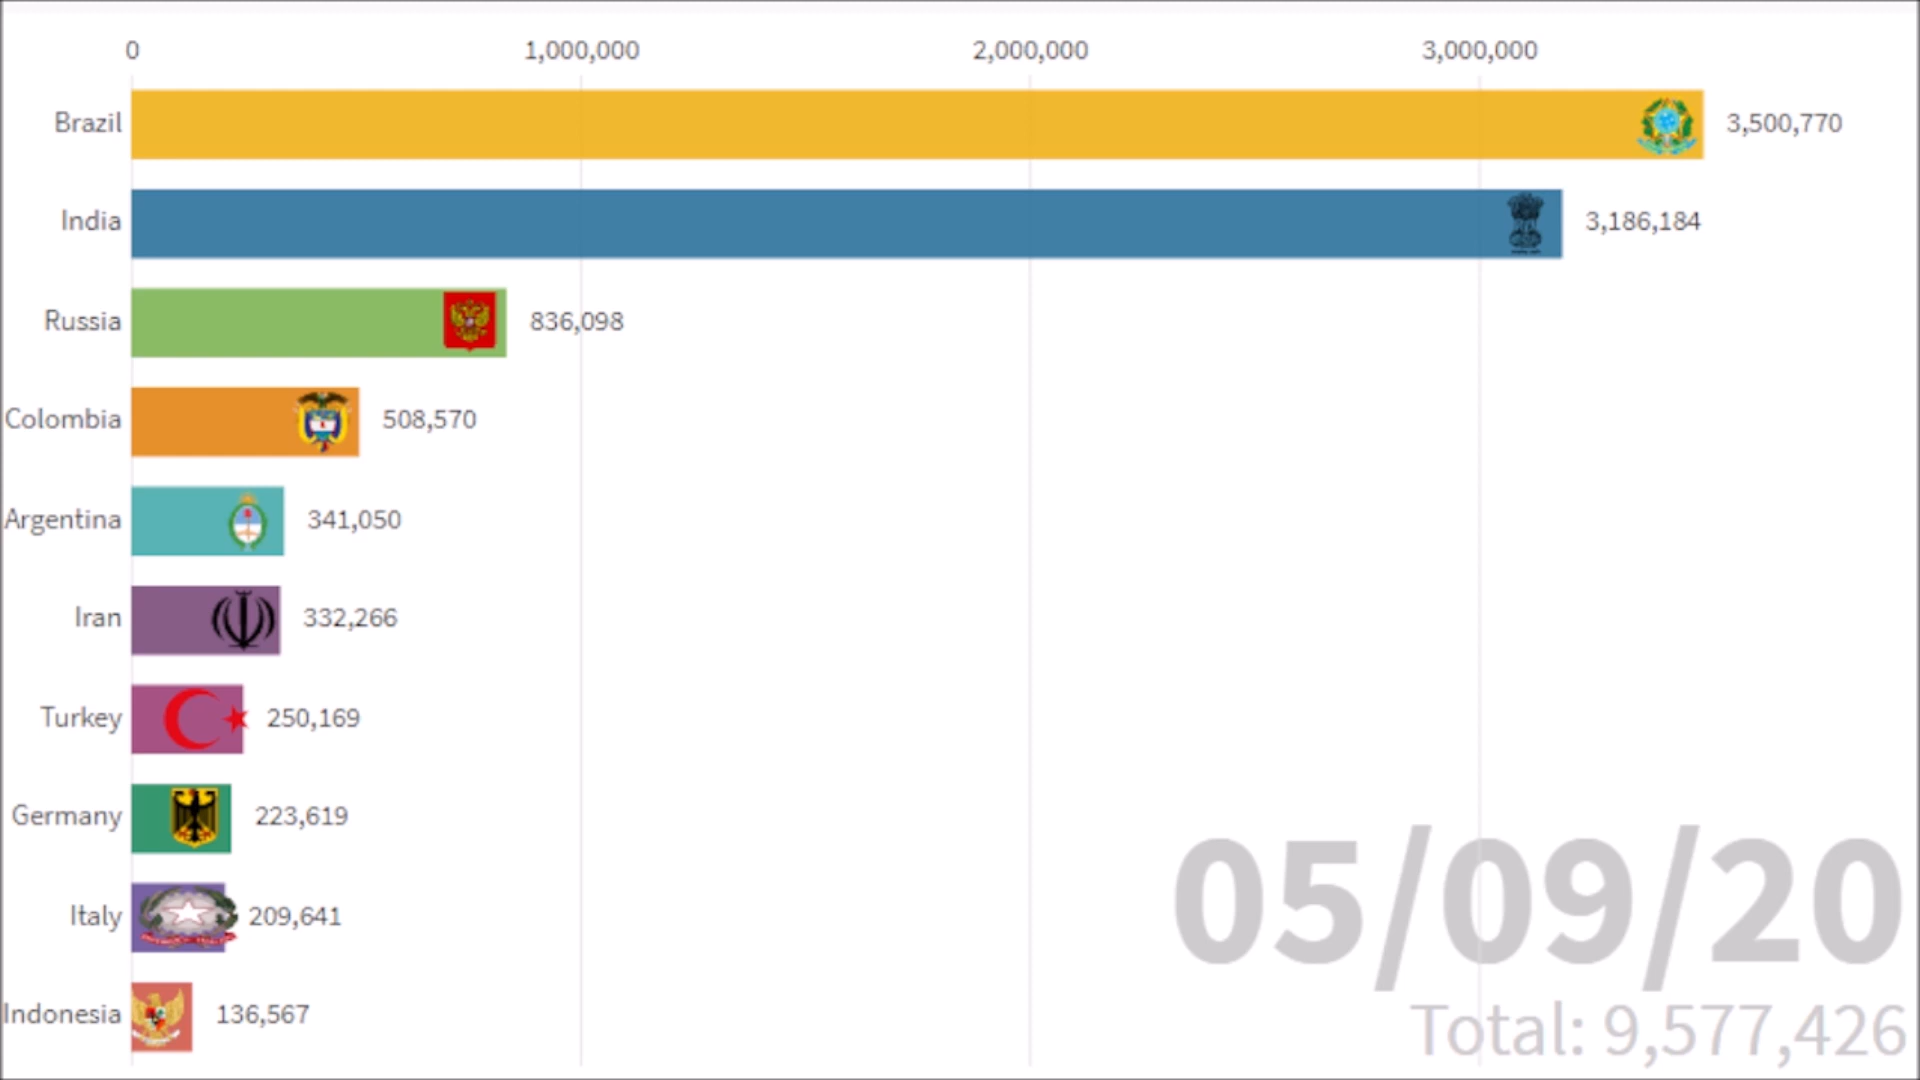 0 1,000,000 2,000,000 3,000,000
Brazil 3,500,770
India 3,186,184
Russia 836,098
Colombia 508,570
Argentina 341,050
Iran 332,266
Turkey 250,169
Germany 223,619
Italy 209,641
Indonesia 136,567
05/09/20
Total: 9,577,426